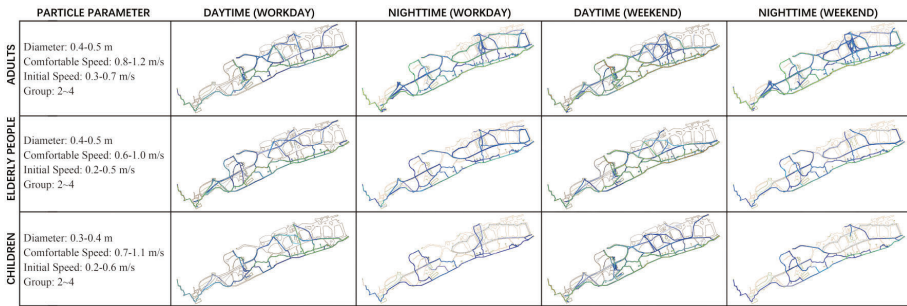 PARTICLE PARAMETER DAYTIME (WORKDAY) NIGHTTIME (WORKDAY) DAYTIME (WEEKEND) NIGHTTIME (WEEKEND)
ADULTS
Diameter: 0.4-0.5 m
Comfortable Speed: 0.8-1.2 m/s
Initial Speed: 0.3-0.7 m/s
Group: 2~4
ELDERLY PEOPLE
Diameter: 0.4-0.5 m
Comfortable Speed: 0.6-1.0 m/s
Initial Speed: 0.2-0.5 m/s
Group: 2~4
CHILDREN
Diameter: 0.3-0.4 m
Comfortable Speed: 0.7-1.1 m/s
Initial Speed: 0.2-0.6 m/s
Group: 2~4